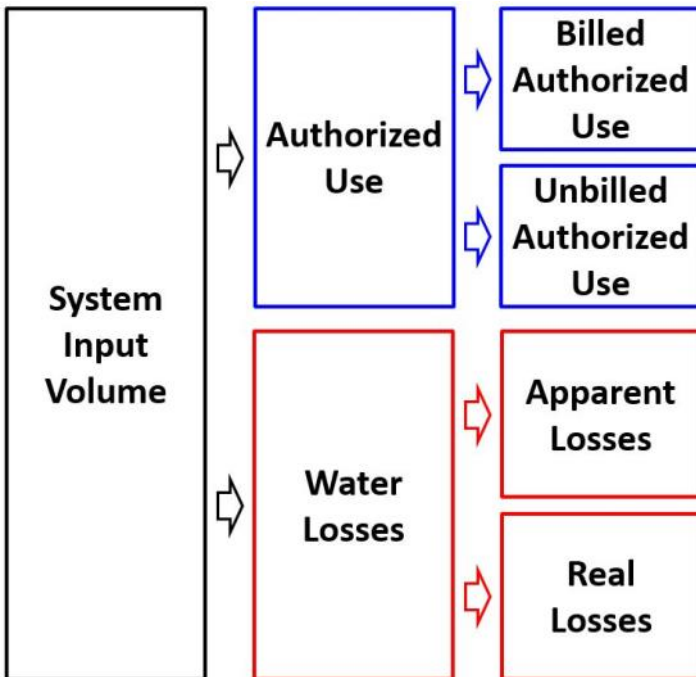 System
Input
Volume
Authorized
Use
Billed
Authorized
Use
Unbilled
Authorized
Use
Water
Losses
Apparent
Losses
Real
Losses